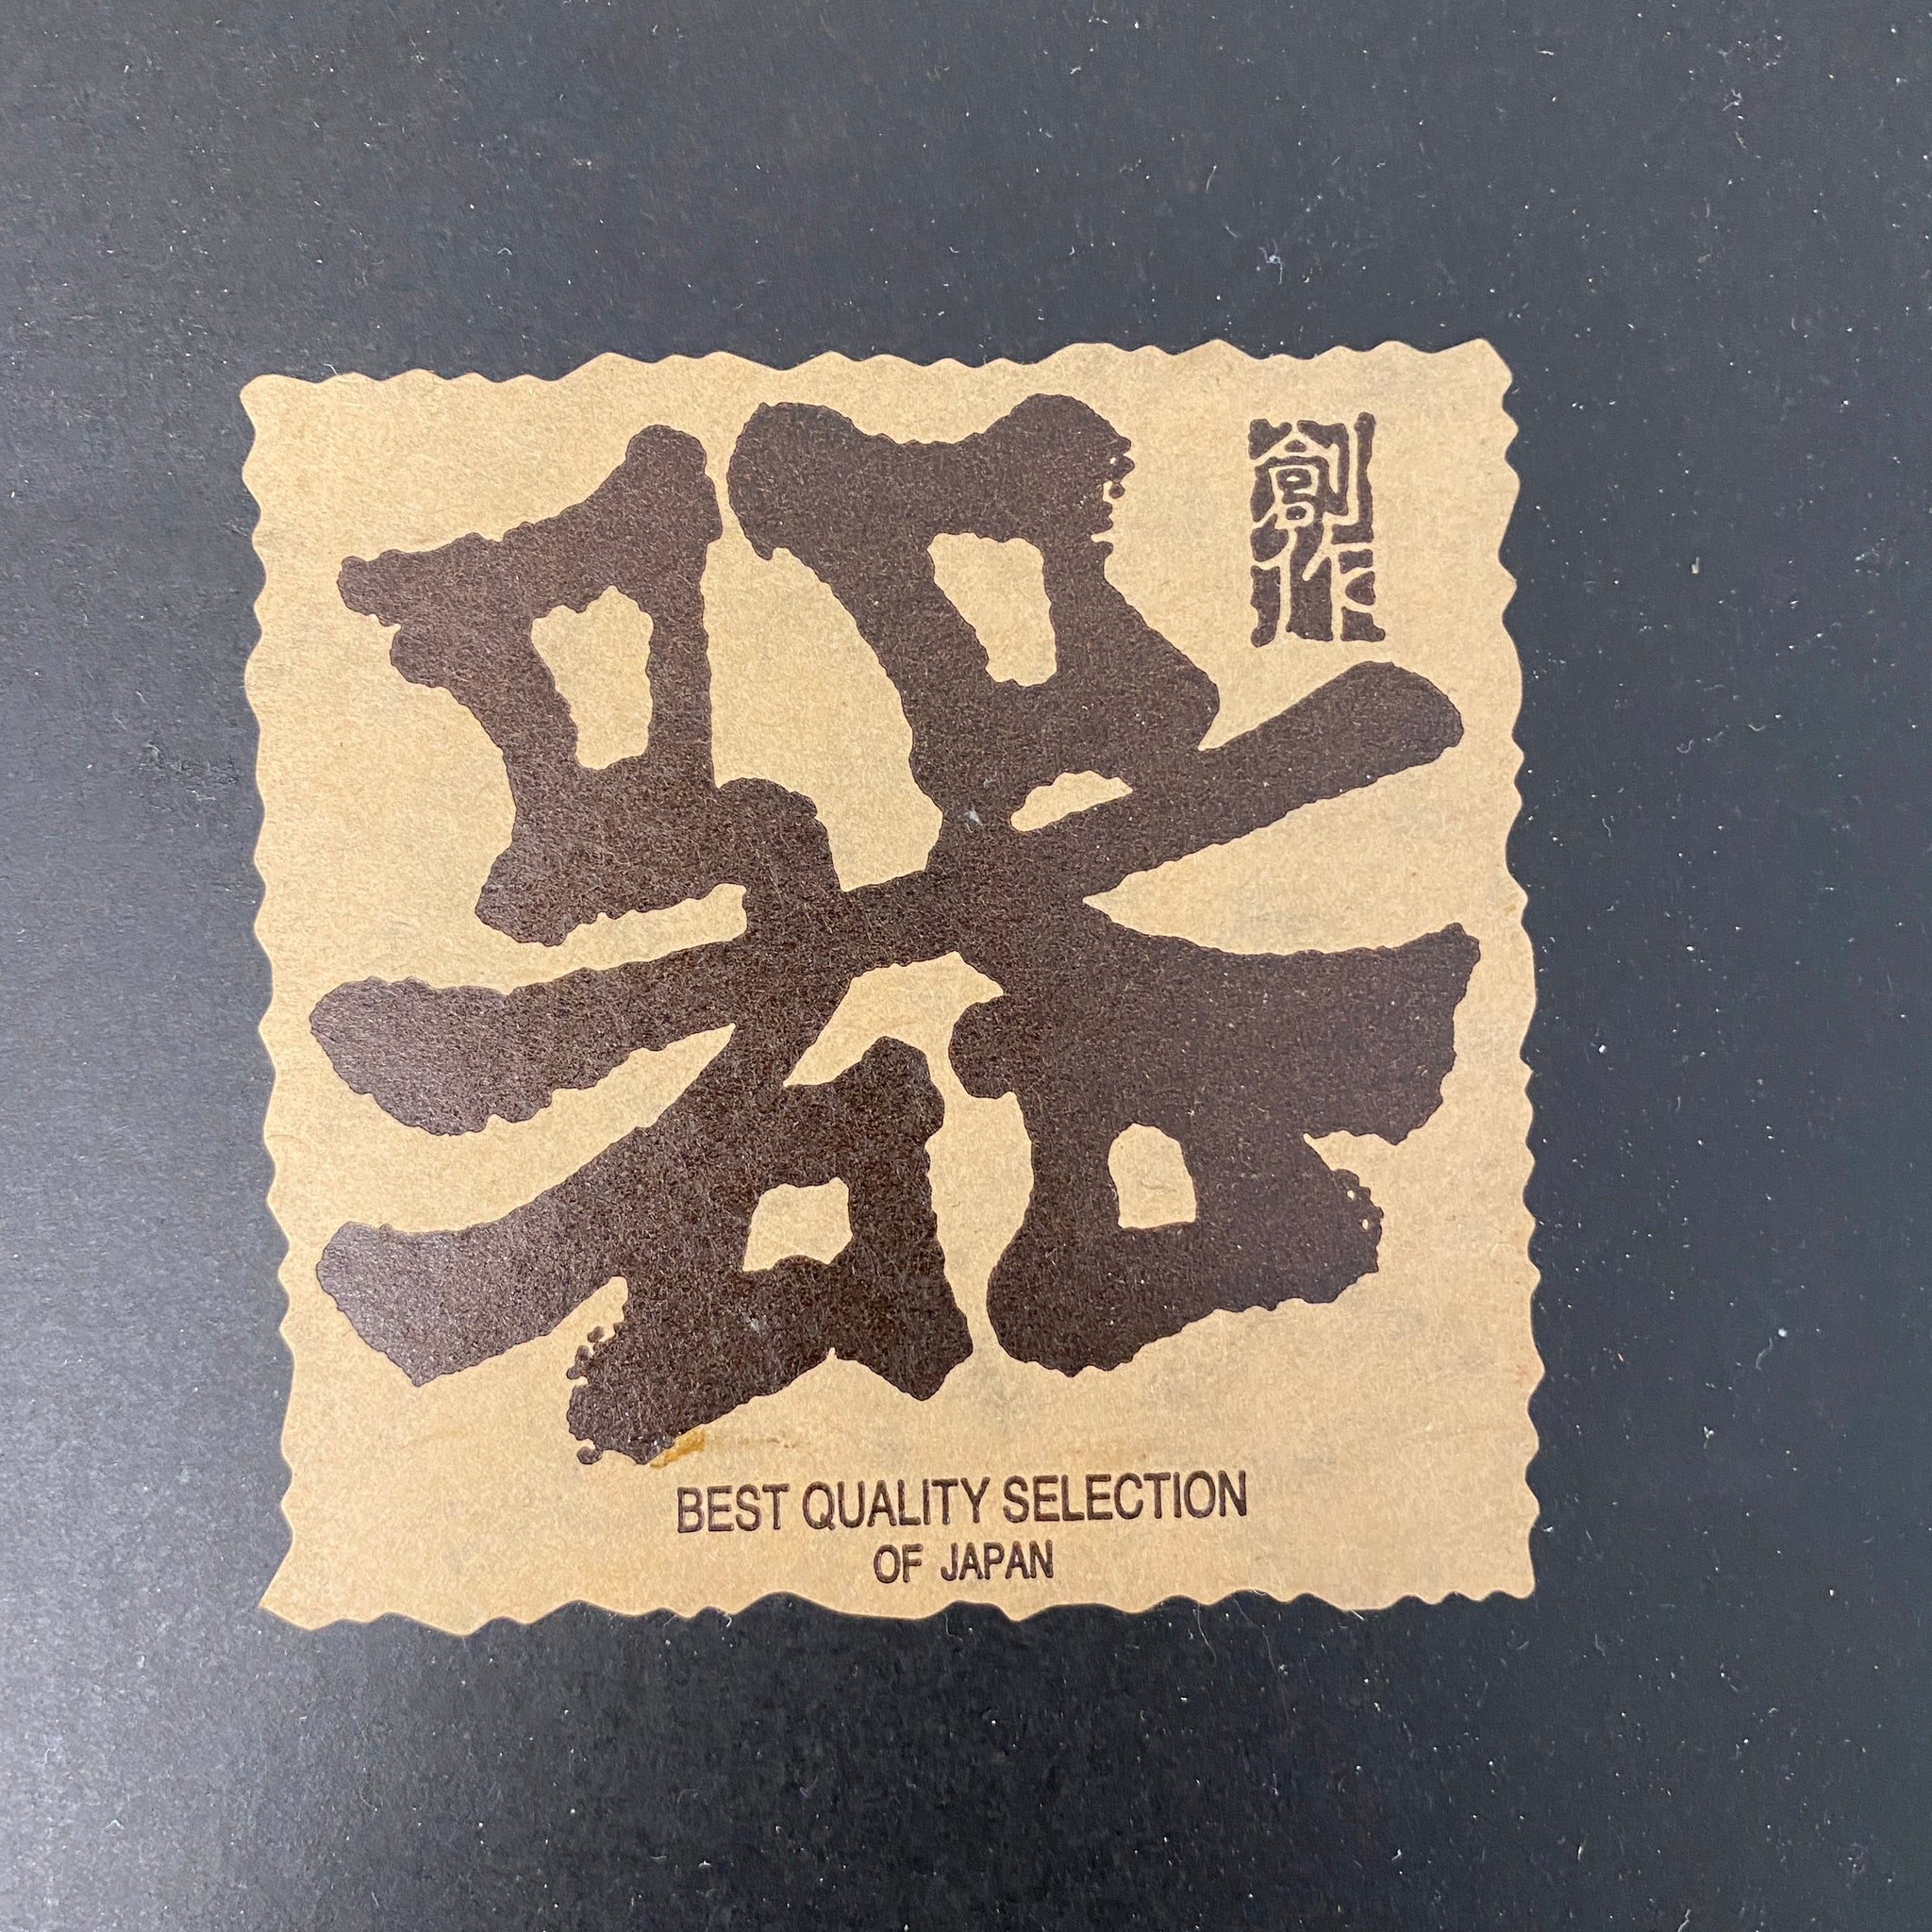 器
創作
BEST QUALITY SELECTION
OF JAPAN